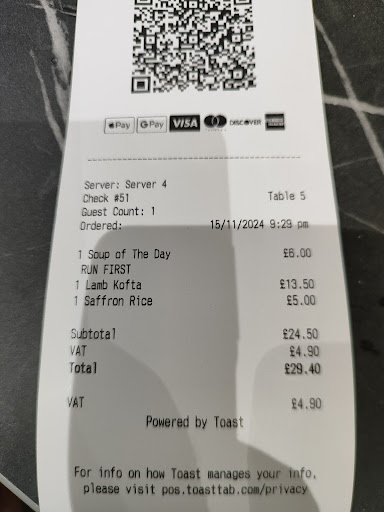 Pay G Pay VISA DISCOVER
Server: Server 4
Check #51 Table 5
Guest Count: 1
Ordered: 15/11/2024 9:29 pm
1 Soup of The Day £6.00
RUN FIRST
1 Lamb Kofta £13.50
1 Saffron Rice £5.00
Subtotal £24.50
VAT £4.90
Total £29.40
VAT £4.90
Powered by Toast
For info on how Toast manages your info,
please visit pos.toasttab.com/privacy